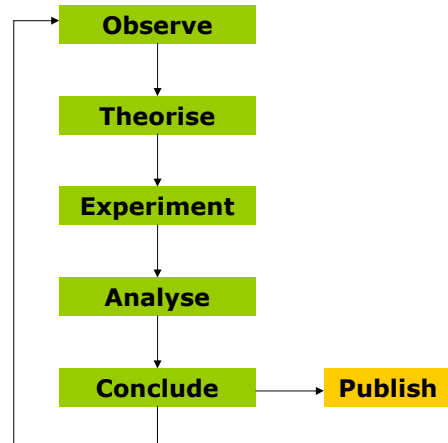 Observe
Theorise
Experiment
Analyse
Conclude
Publish